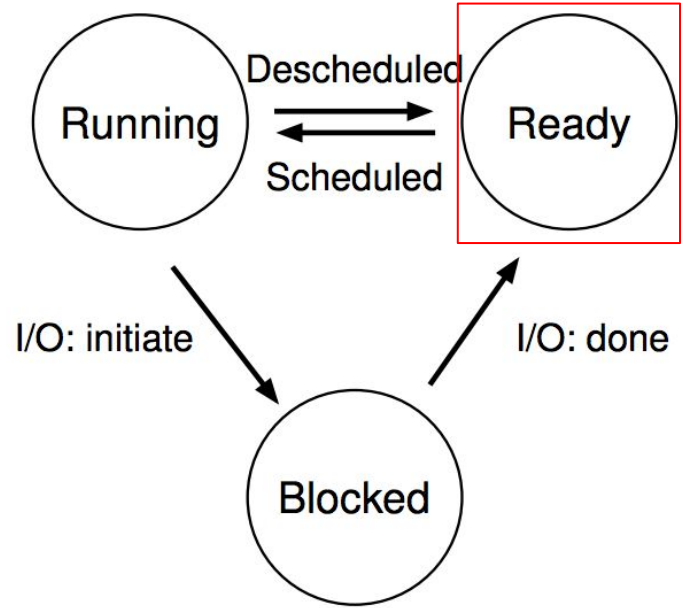 Descheduled
Running
Ready
Scheduled
I/O: initiate
I/O: done
Blocked